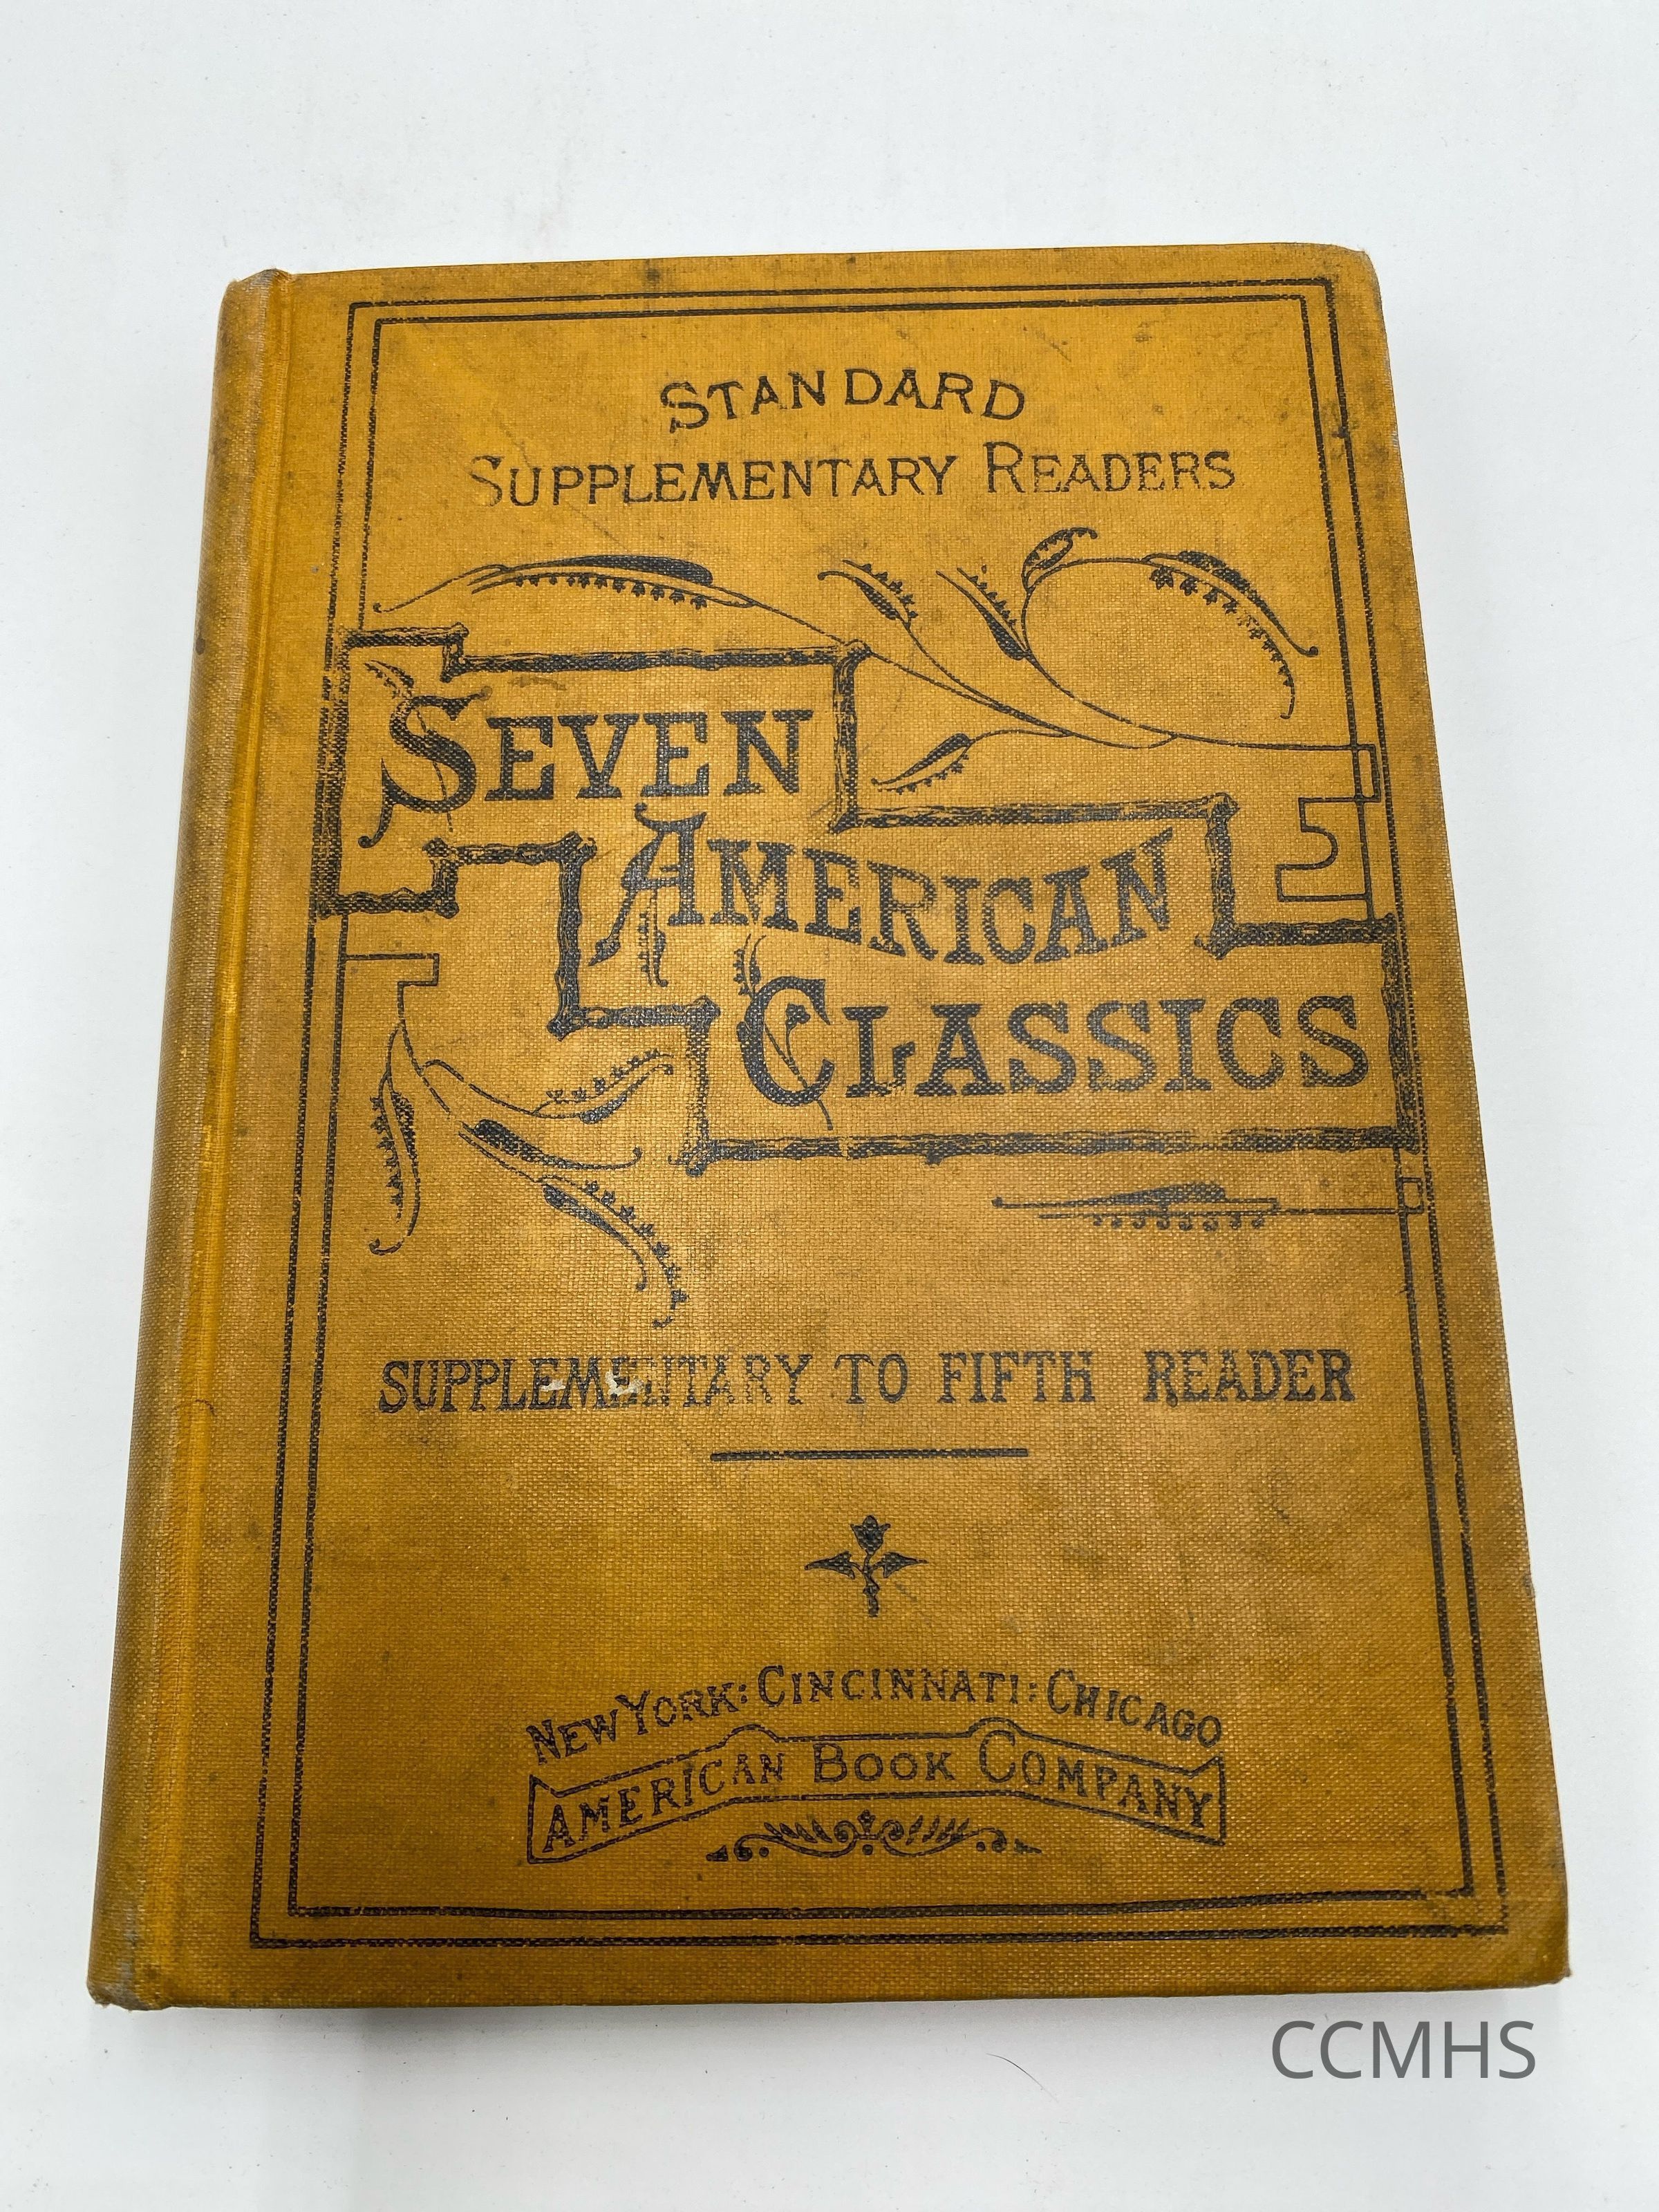 STANDARD
SUPPLEMENTARY READERS
SEVEN
AMERICAN
CLASSICS
SUPPLEMENTARY TO FIFTH READER
NEW YORK : CINCINNATI : CHICAGO
AMERICAN BOOK COMPANY
CCMHS